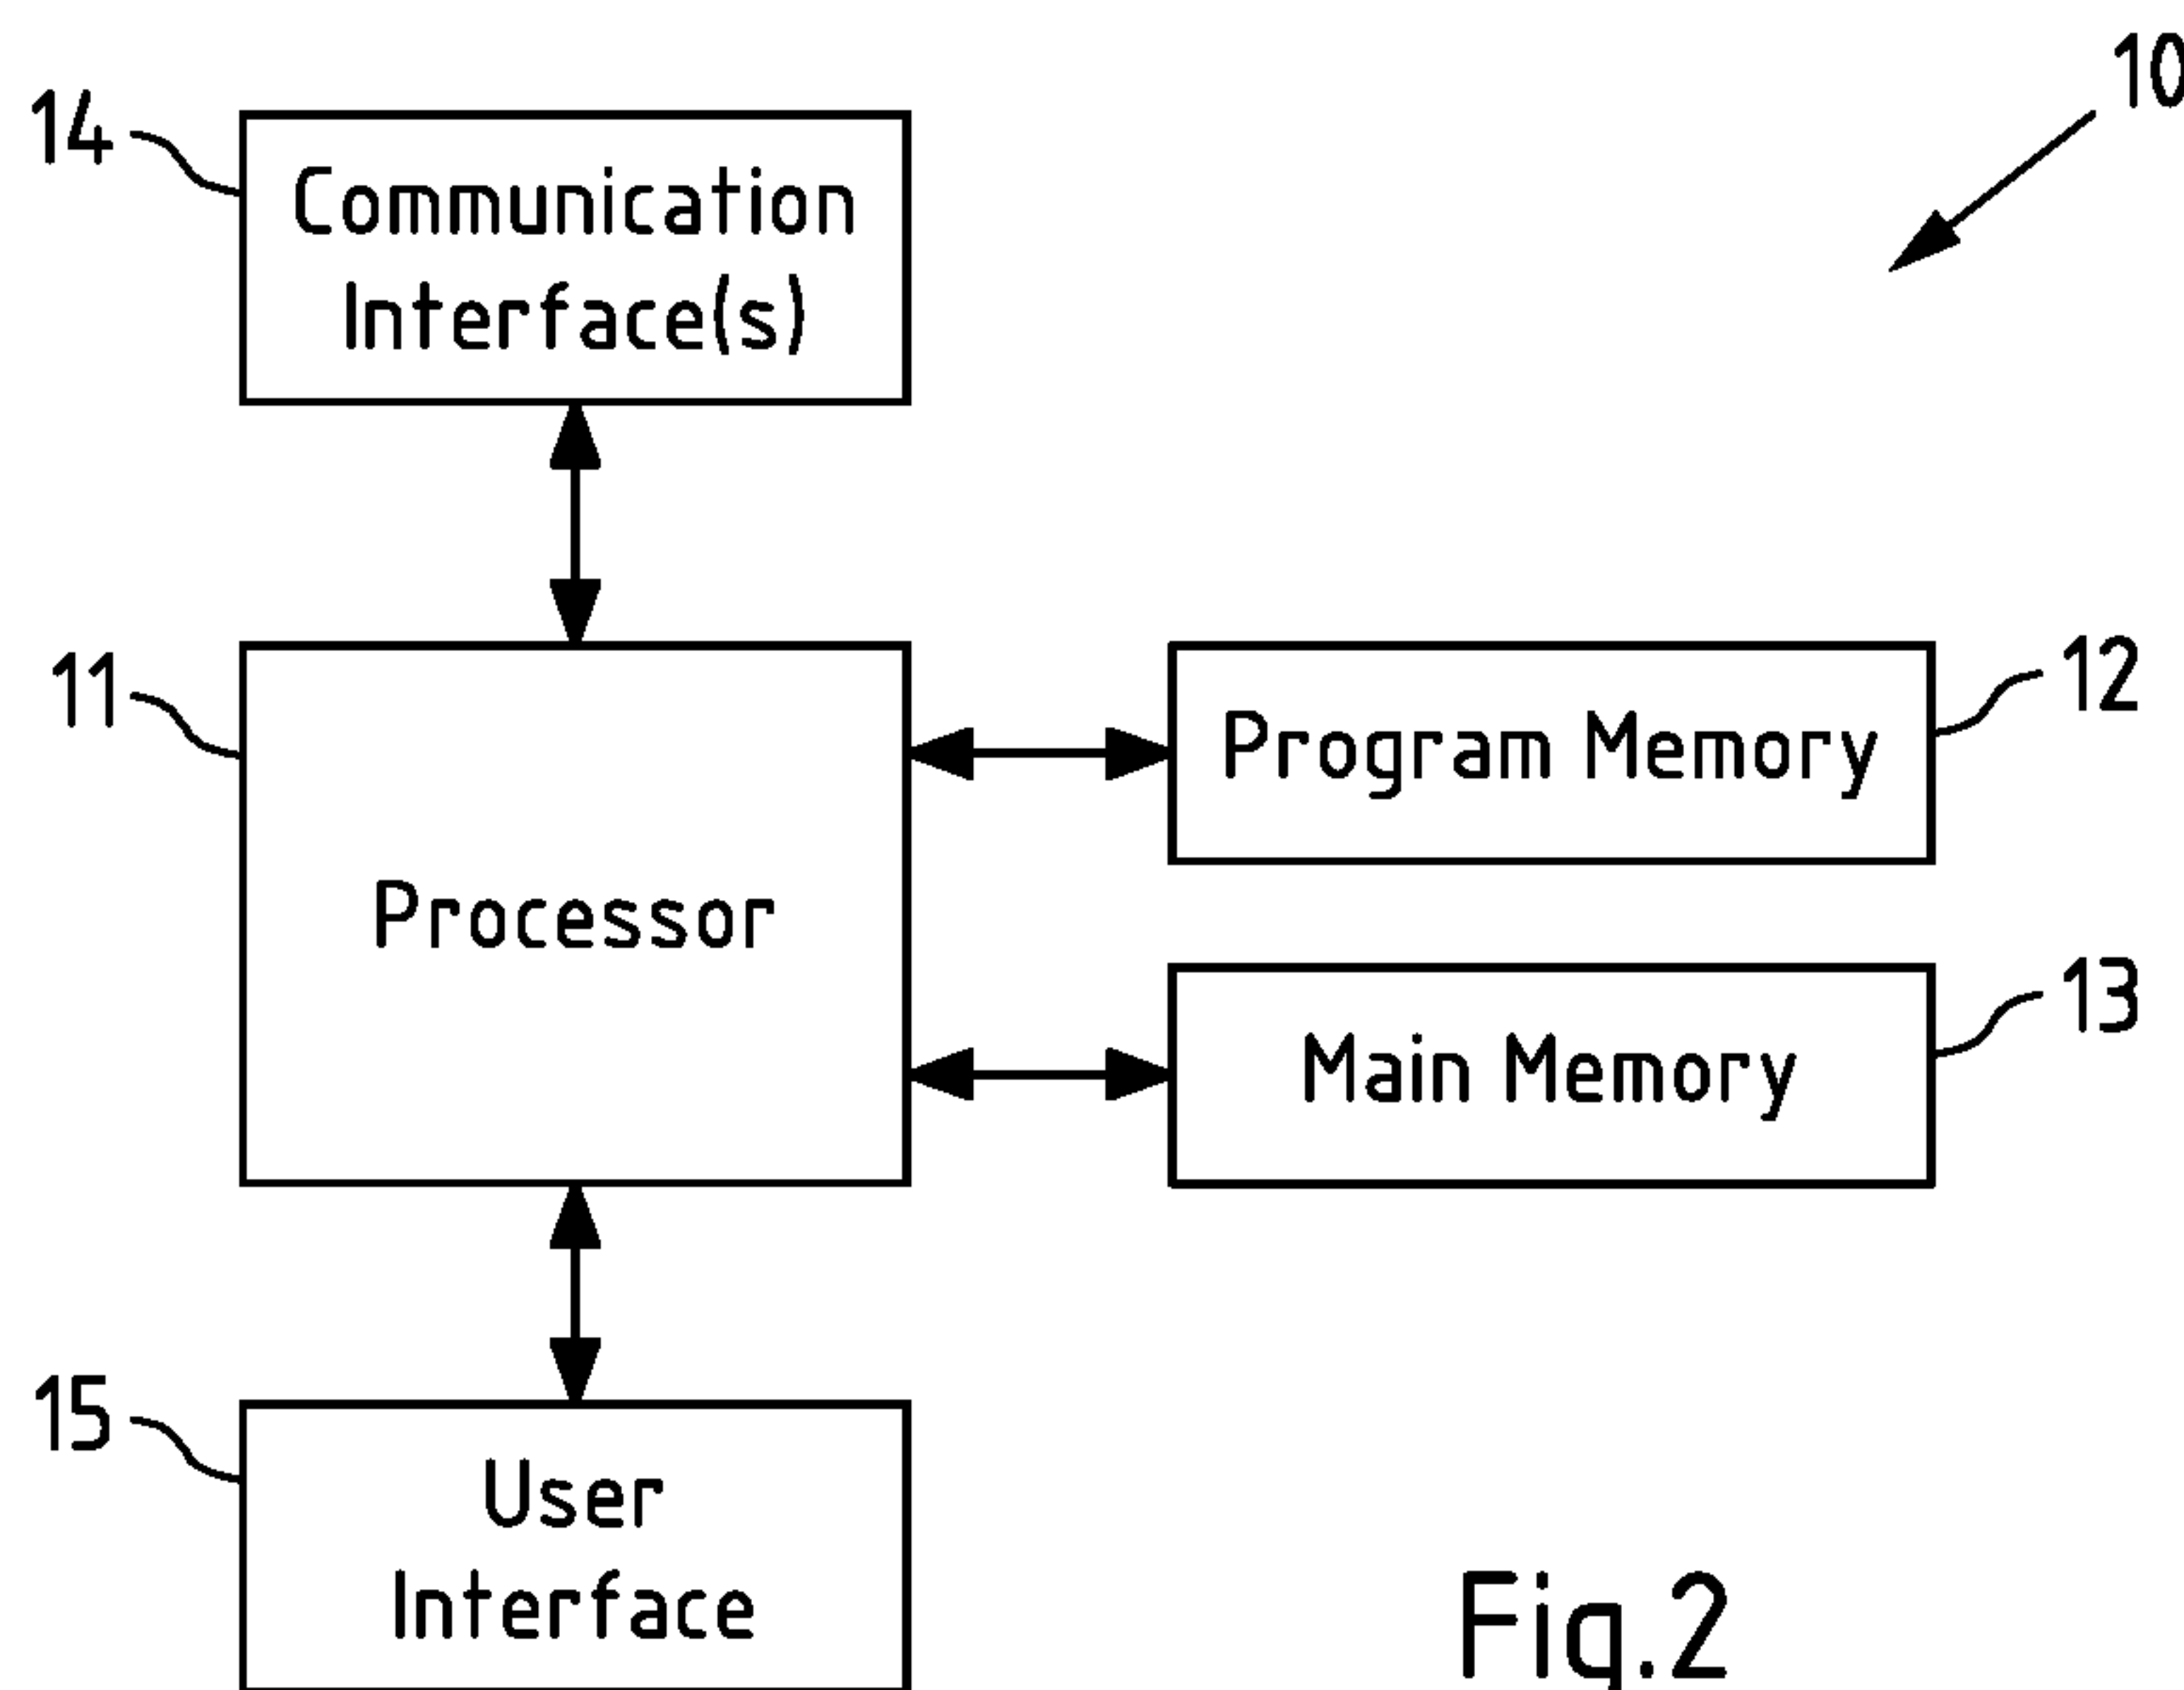 10
14
Communication
Interface(s)
11
Processor
12
Program Memory
13
Main Memory
15
User
Interface
Fig.2